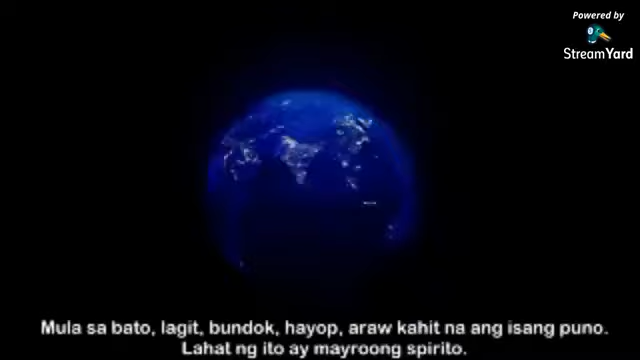 Powered by
StreamYard
Mula sa bato, lagit, bundok, hayop, araw kahit na ang isang puno.
Lahat ng ito ay mayroong spirito.